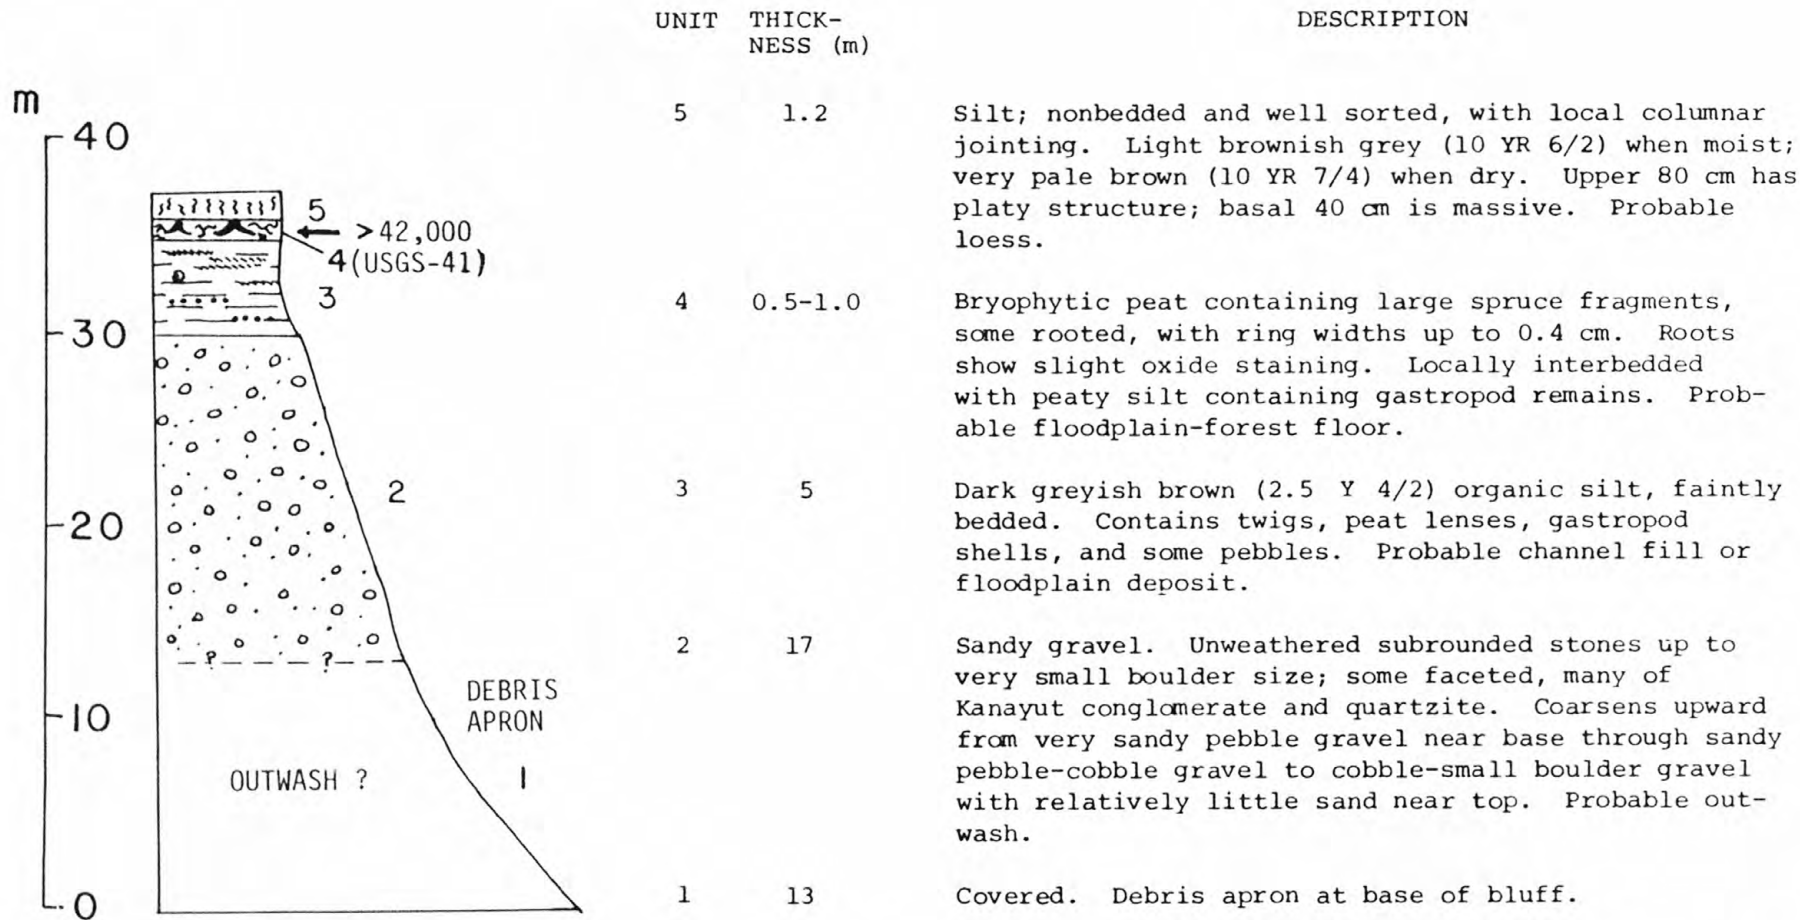 UNIT THICK-
NESS (m)
DESCRIPTION
m
40
30
20
10
0
5
>42,000
4(USGS-41)
3
2
? ?
DEBRIS
APRON
OUTWASH ?
1
5 1.2 Silt; nonbedded and well sorted, with local columnar
jointing. Light brownish grey (10 YR 6/2) when moist;
very pale brown (10 YR 7/4) when dry. Upper 80 cm has
platy structure; basal 40 cm is massive. Probable
loess.
4 0.5-1.0 Bryophytic peat containing large spruce fragments,
some rooted, with ring widths up to 0.4 cm. Roots
show slight oxide staining. Locally interbedded
with peaty silt containing gastropod remains. Prob-
able floodplain-forest floor.
3 5 Dark greyish brown (2.5 Y 4/2) organic silt, faintly
bedded. Contains twigs, peat lenses, gastropod
shells, and some pebbles. Probable channel fill or
floodplain deposit.
2 17 Sandy gravel. Unweathered subrounded stones up to
very small boulder size; some faceted, many of
Kanayut conglomerate and quartzite. Coarsens upward
from very sandy pebble gravel near base through sandy
pebble-cobble gravel to cobble-small boulder gravel
with relatively little sand near top. Probable out-
wash.
1 13 Covered. Debris apron at base of bluff.